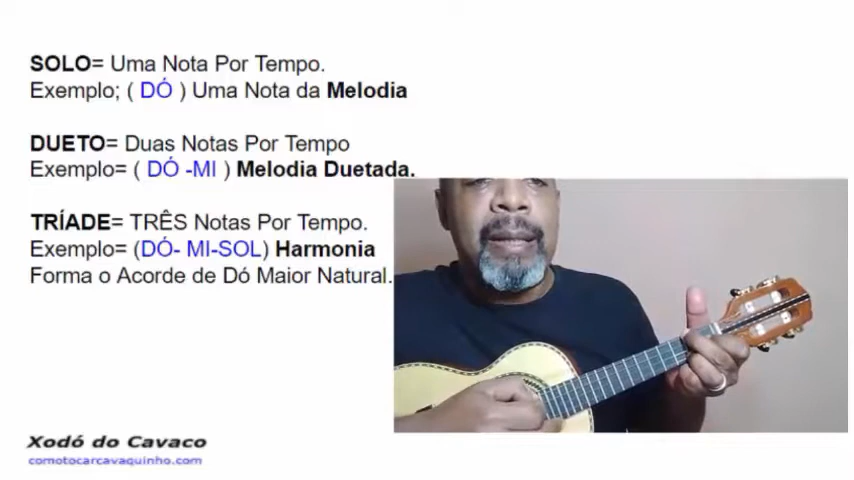 SOLO= Uma Nota Por Tempo.
Exemplo; ( DÓ ) Uma Nota da Melodia
DUETO= Duas Notas Por Tempo
Exemplo= ( DÓ -MI ) Melodia Duetada.
TRÍADE= TRÊS Notas Por Tempo.
Exemplo= (DÓ- MI-SOL) Harmonia
Forma o Acorde de Dó Maior Natural.
Xodó do Cavaco
comotocarcavaquinho.com